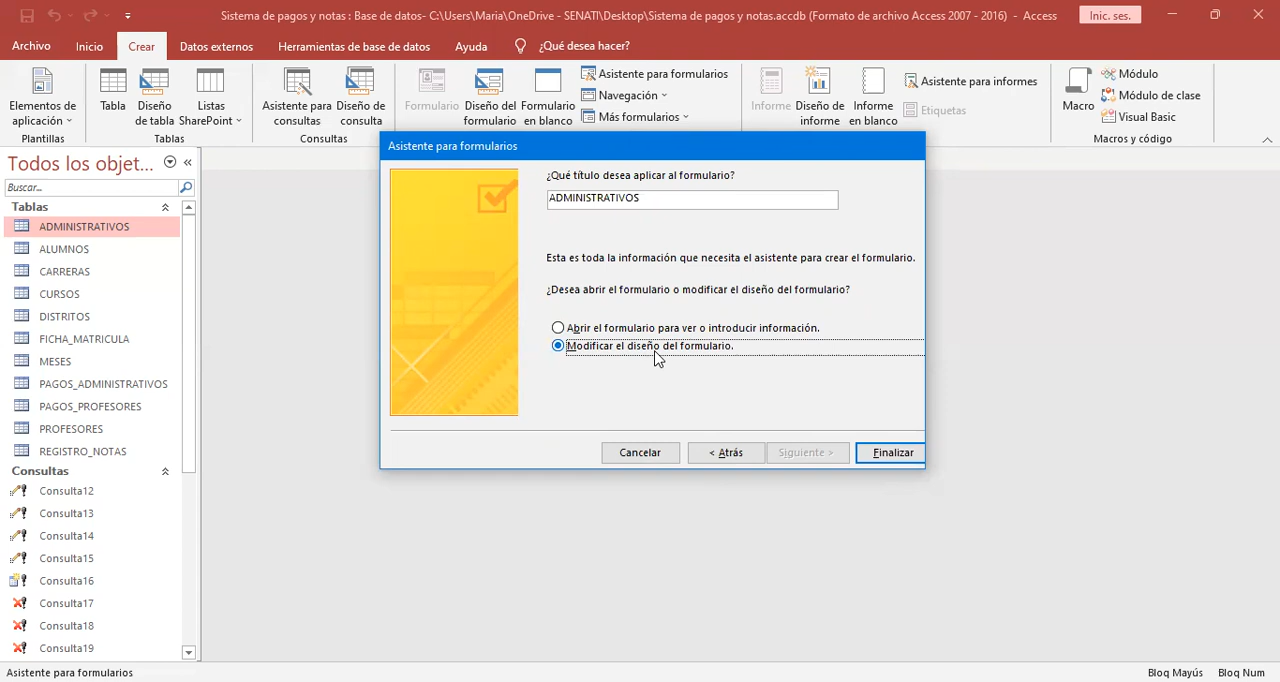 Sistema de pagos y notas : Base de datos- C:\Users\Maria\OneDrive - SENATI\Desktop\Sistema de pagos y notas.accdb (Formato de archivo Access 2007 - 2016) - Access
Inic. ses.
Archivo Inicio Crear Datos externos Herramientas de base de datos Ayuda ¿Qué desea hacer?
Elementos de aplicación
Plantillas
Tabla
Diseño de tabla
Listas SharePoint
Tablas
Asistente para consultas
Diseño de consulta
Consultas
Formulario
Diseño del formulario
Formulario en blanco
Asistente para formularios
Navegación
Más formularios
Informe
Diseño de informe
Informe en blanco
Asistente para informes
Etiquetas
Macro
Módulo
Módulo de clase
Visual Basic
Macros y código
Todos los objet...
Buscar...
Tablas
ADMINISTRATIVOS
ALUMNOS
CARRERAS
CURSOS
DISTRITOS
FICHA_MATRICULA
MESES
PAGOS_ADMINISTRATIVOS
PAGOS_PROFESORES
PROFESORES
REGISTRO_NOTAS
Consultas
Consulta12
Consulta13
Consulta14
Consulta15
Consulta16
Consulta17
Consulta18
Consulta19
Asistente para formularios
¿Qué título desea aplicar al formulario?
ADMINISTRATIVOS
Esta es toda la información que necesita el asistente para crear el formulario.
¿Desea abrir el formulario o modificar el diseño del formulario?
Abrir el formulario para ver o introducir información.
Modificar el diseño del formulario.
Cancelar < Atrás Siguiente > Finalizar
Asistente para formularios
Bloq Mayús Bloq Num